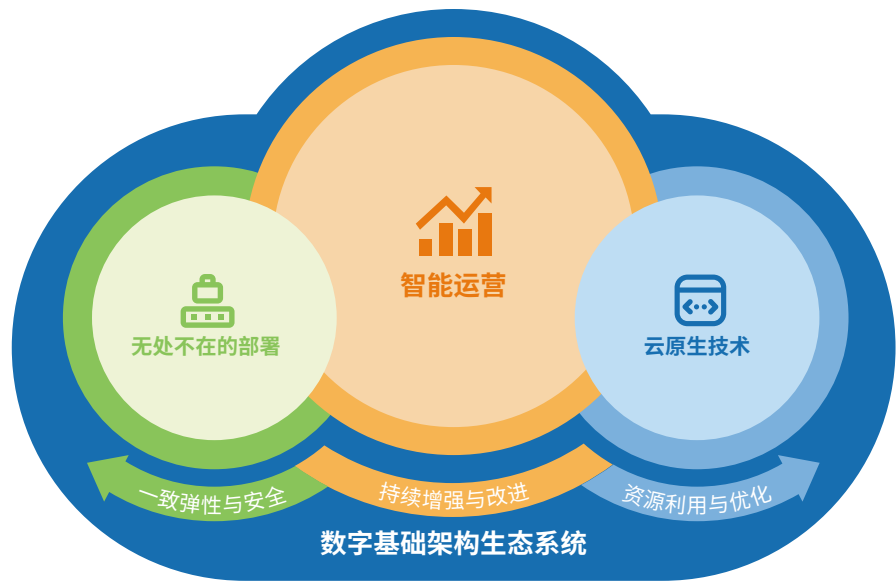 智能运营
无处不在的部署
云原生技术
一致弹性与安全
持续增强与改进
资源利用与优化
数字基础架构生态系统